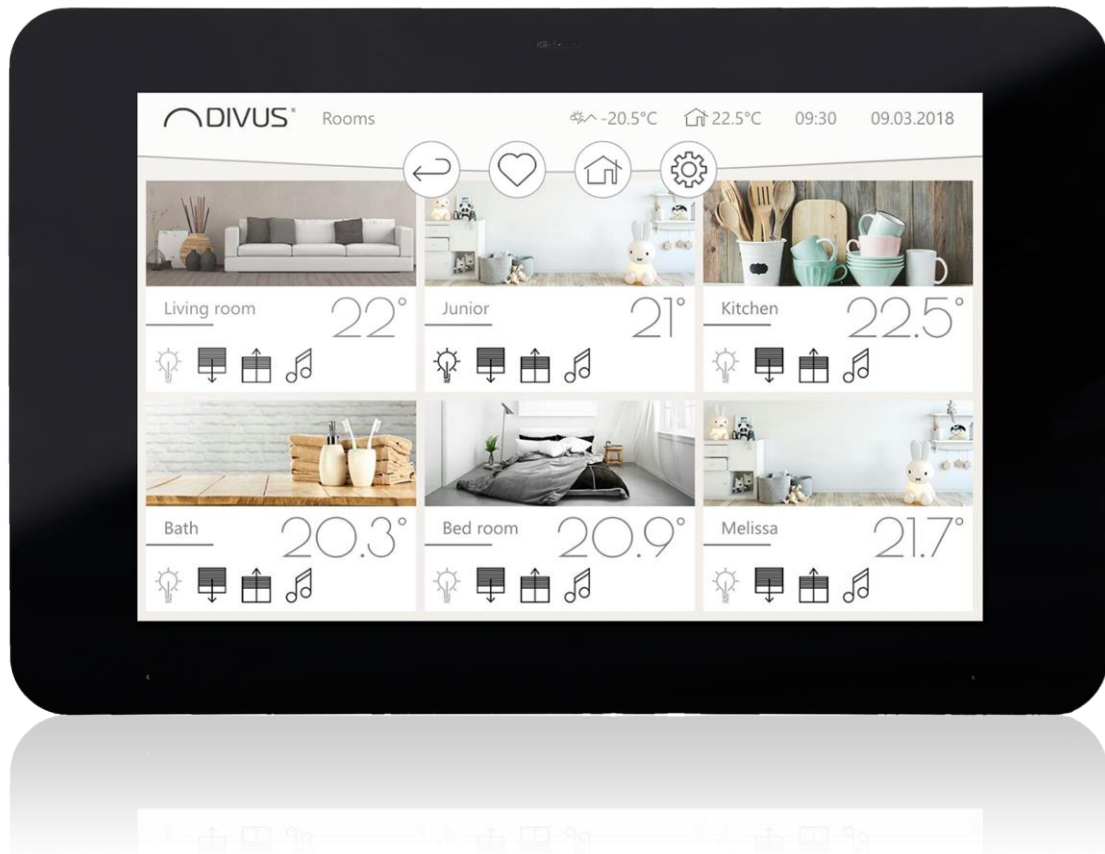 DIVUS® Rooms -20.5°C 22.5°C 09:30 09.03.2018
Living room 22° Junior 21° Kitchen 22.5°
Bath 20.3° Bed room 20.9° Melissa 21.7°